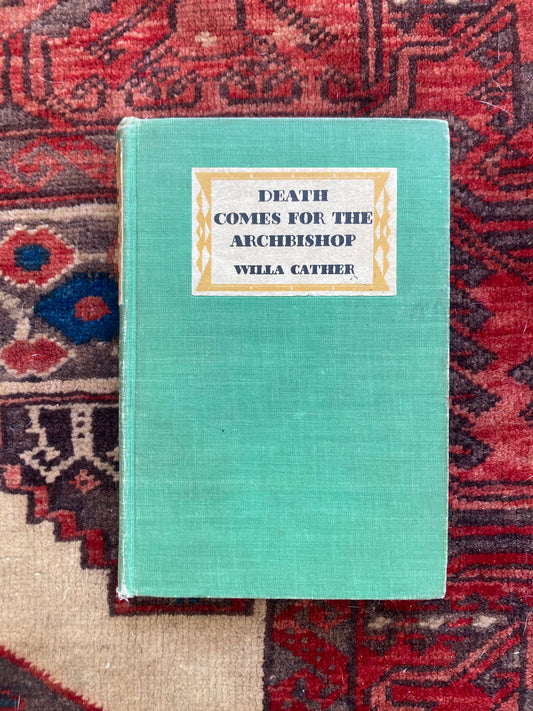 DEATH
COMES FOR THE
ARCHBISHOP
WILLA CATHER